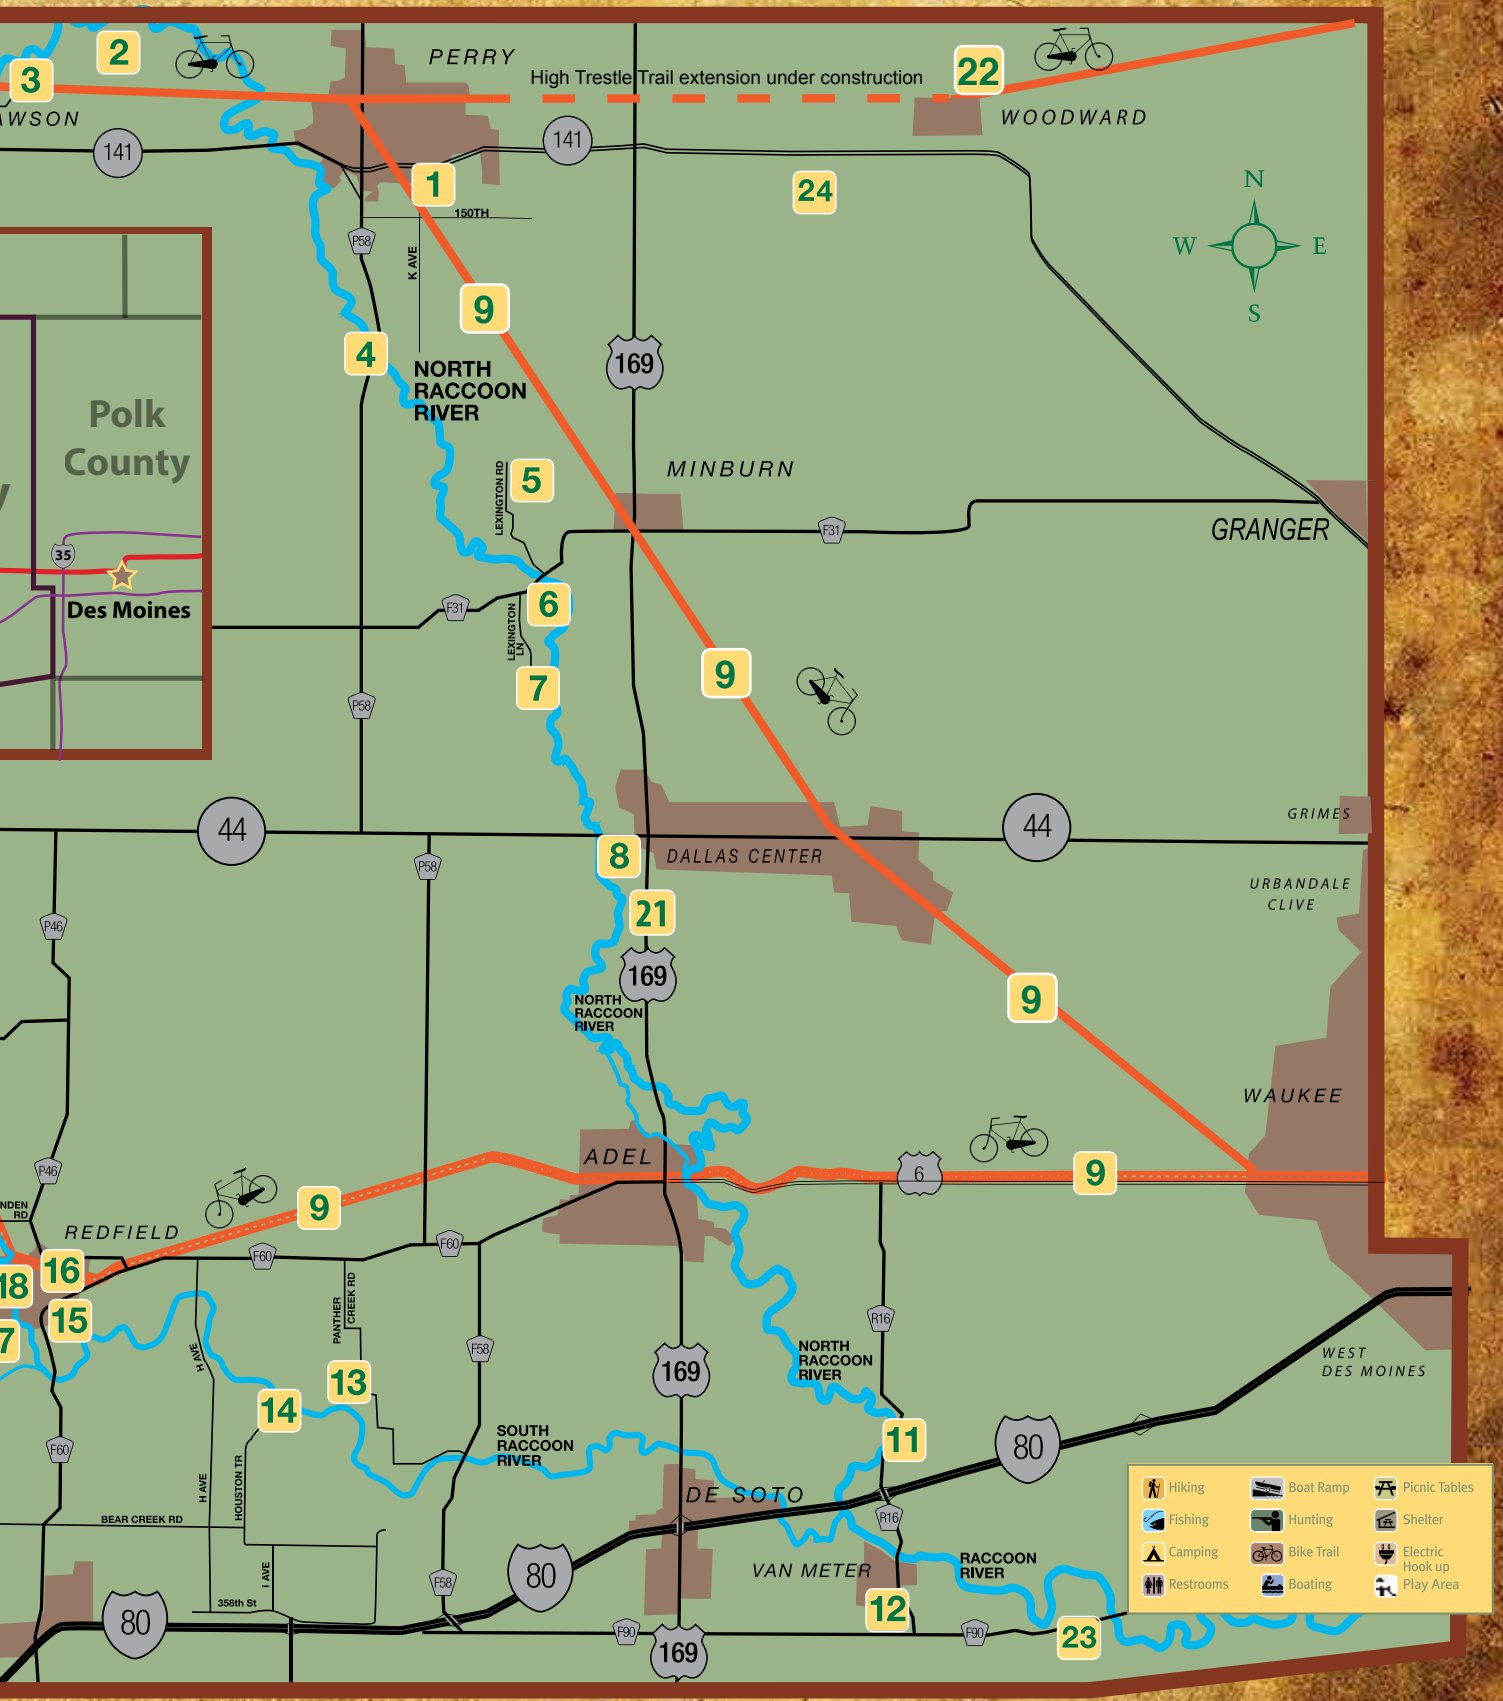 2
3
PERRY
High Trestle Trail extension under construction
22
AWSON
WOODWARD
141
141
1
24
150TH
N
W
E
S
P58
K AVE
9
4
169
NORTH
RACCOON
RIVER
Polk
County
y
5
LEXINGTON RD
MINBURN
F31
GRANGER
35
Des Moines
F31
6
LEXINGTON
LN
7
9
P58
44
P58
8
DALLAS CENTER
44
GRIMES
URBANDALE
CLIVE
P46
21
169
NORTH
RACCOON
RIVER
9
WAUKEE
P46
ADEL
6
9
9
NDEN
RD
REDFIELD
F60
F60
16
18
15
7
PANTHER
CREEK RD
H AVE
F58
R16
13
14
169
NORTH
RACCOON
RIVER
WEST
DES MOINES
SOUTH
RACCOON
RIVER
11
80
F60
H AVE
HOUSTON TR
BEAR CREEK RD
DE SOTO
R16
I AVE
358th St
F58
80
80
VAN METER
RACCOON
RIVER
12
F90
169
F90
23
Hiking
Boat Ramp
Picnic Tables
Fishing
Hunting
Shelter
Camping
Bike Trail
Electric
Hook up
Restrooms
Boating
Play Area